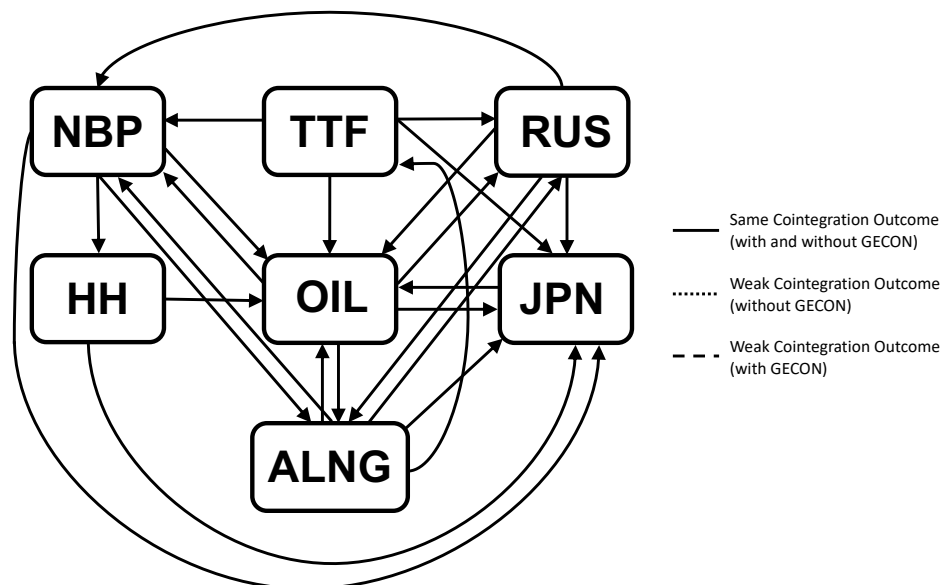 NBP
TTF
RUS
HH
OIL
JPN
ALNG
Same Cointegration Outcome
(with and without GECON)
Weak Cointegration Outcome
(without GECON)
Weak Cointegration Outcome
(with GECON)